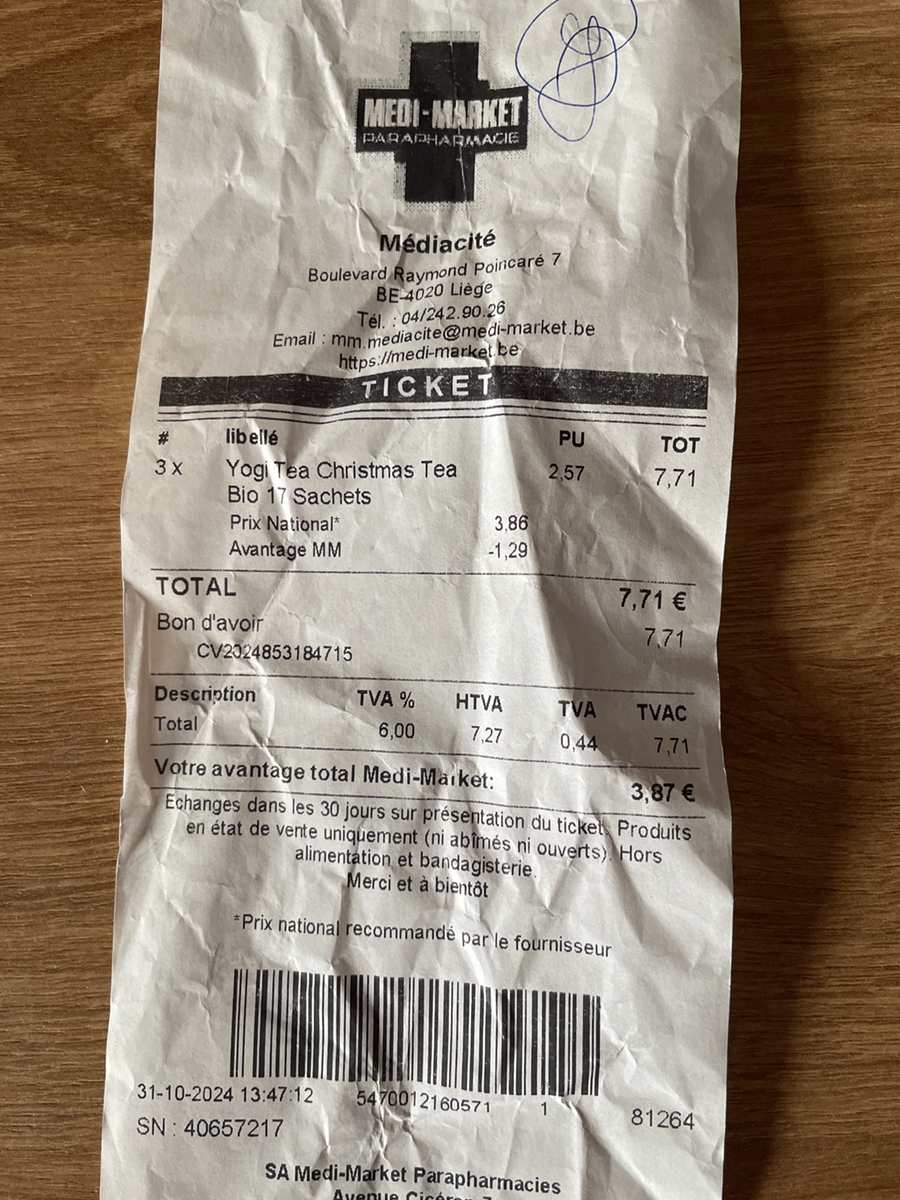 MEDI-MARKET
PARAPHARMACIE
Médiacité
Boulevard Raymond Poincaré 7
BE-4020 Liège
Tél. : 04/242.90.26
Email : mm.mediacite@medi-market.be
https://medi-market.be
TICKET
# libellé PU TOT
3 x Yogi Tea Christmas Tea 2,57 7,71
Bio 17 Sachets
Prix National* 3,86
Avantage MM -1,29
TOTAL 7,71 €
Bon d'avoir 7,71
CV2024853184715
Description TVA % HTVA TVA TVAC
Total 6,00 7,27 0,44 7,71
Votre avantage total Medi-Market: 3,87 €
Echanges dans les 30 jours sur présentation du ticket. Produits
en état de vente uniquement (ni abîmés ni ouverts). Hors
alimentation et bandagisterie.
Merci et à bientôt
*Prix national recommandé par le fournisseur
31-10-2024 13:47:12 5470012160571 1 81264
SN : 40657217
SA Medi-Market Parapharmacies
Avenue